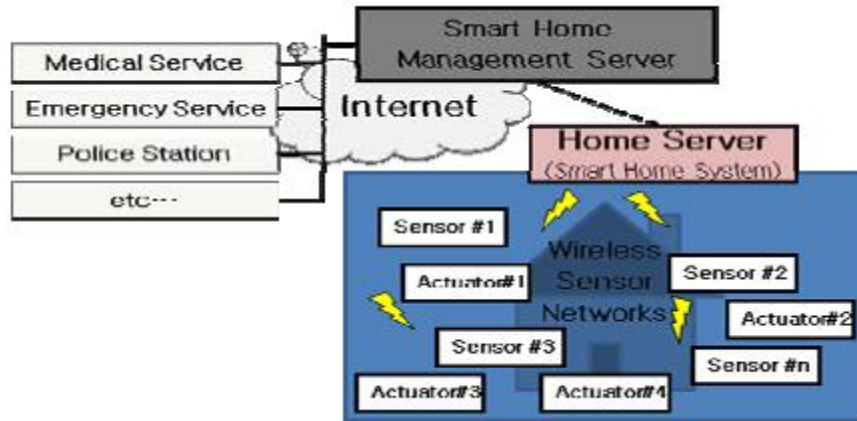 Smart Home
Management Server
Medical Service
Emergency Service
Police Station
etc···
Internet
Home Server
(Smart Home System)
Sensor #1
Wireless
Sensor
Networks
Actuator#1
Sensor #2
Actuator#2
Sensor #3
Sensor #n
Actuator#3
Actuator#4